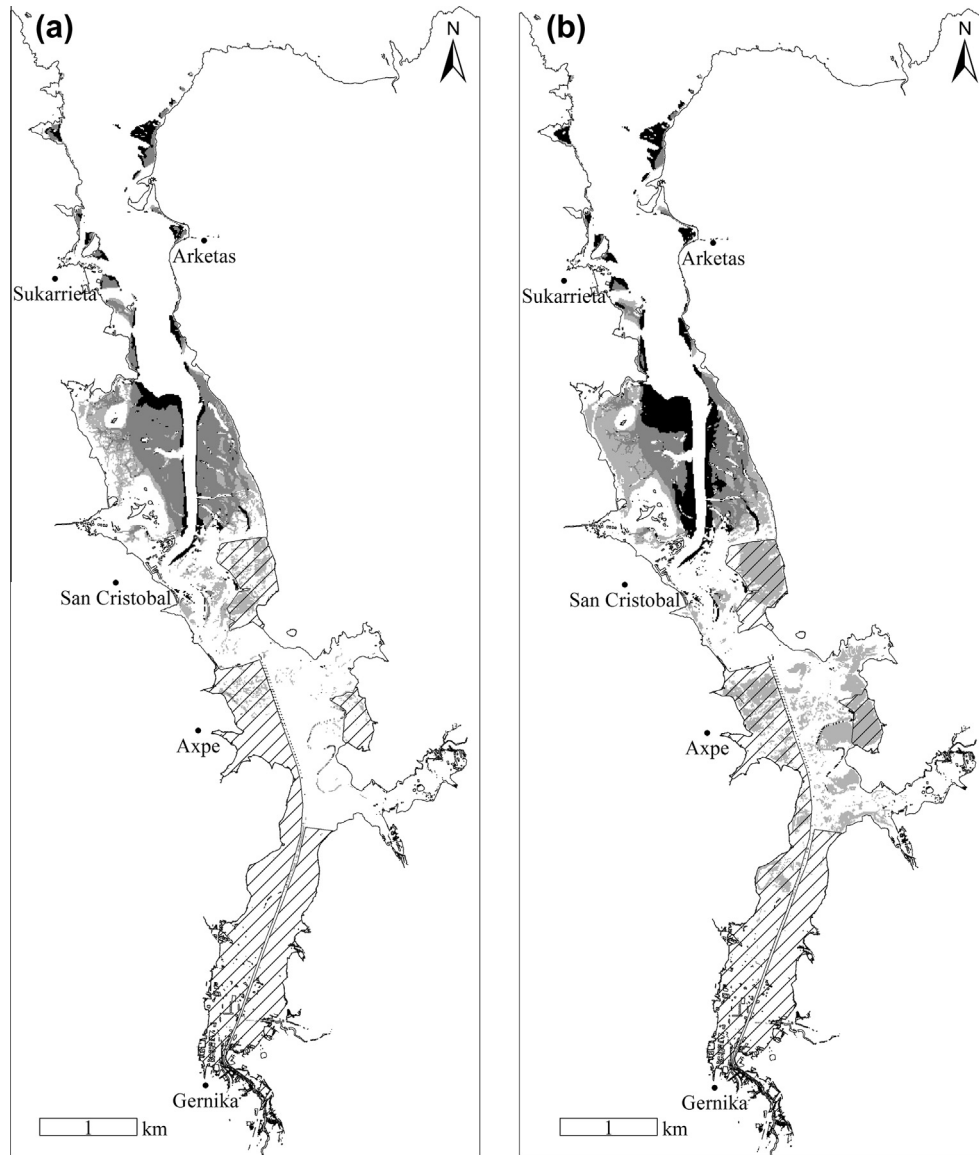 (a)
N
Arketas
Sukarrieta
San Cristobal
Axpe
Gernika
1 km
(b)
N
Arketas
Sukarrieta
San Cristobal
Axpe
Gernika
1 km